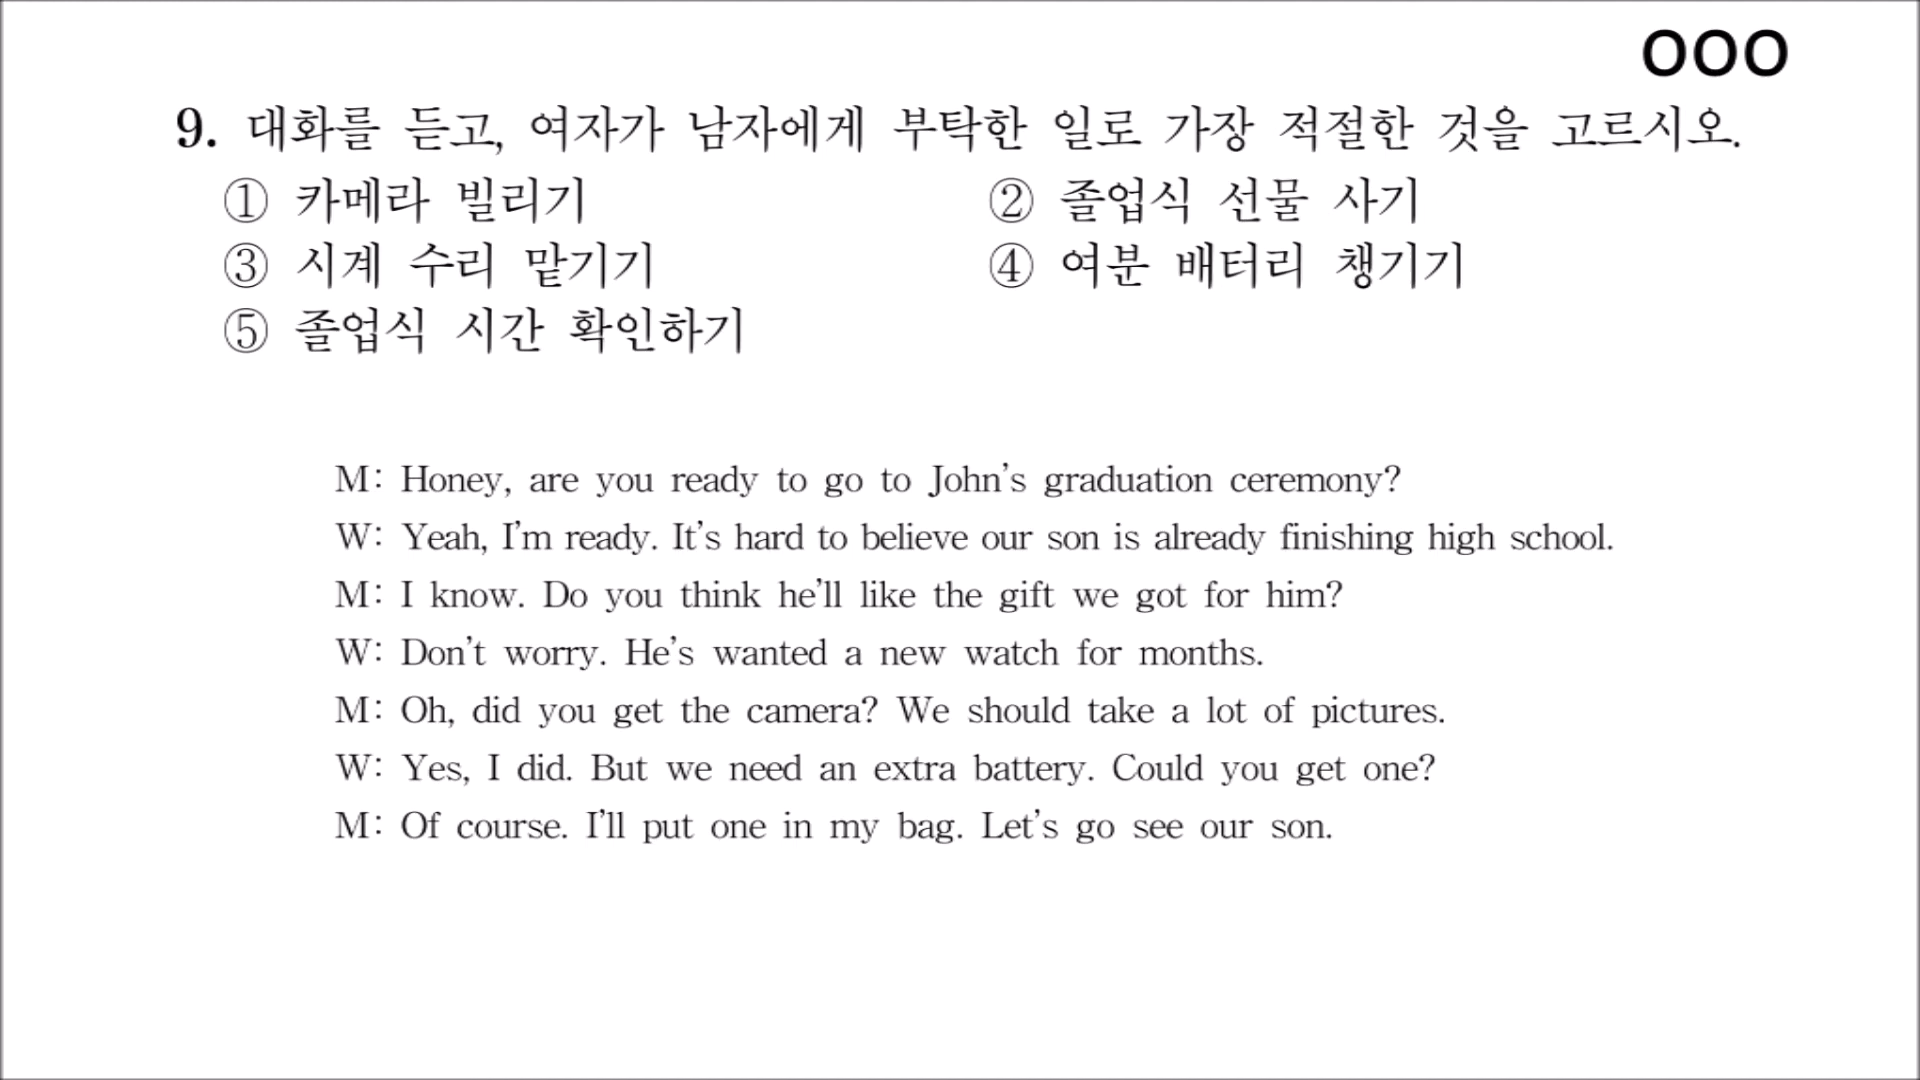 OOO
9. 대화를 듣고, 여자가 남자에게 부탁한 일로 가장 적절한 것을 고르시오.
① 카메라 빌리기 ② 졸업식 선물 사기
③ 시계 수리 맡기기 ④ 여분 배터리 챙기기
⑤ 졸업식 시간 확인하기
M: Honey, are you ready to go to John's graduation ceremony?
W: Yeah, I'm ready. It's hard to believe our son is already finishing high school.
M: I know. Do you think he'll like the gift we got for him?
W: Don't worry. He's wanted a new watch for months.
M: Oh, did you get the camera? We should take a lot of pictures.
W: Yes, I did. But we need an extra battery. Could you get one?
M: Of course. I'll put one in my bag. Let's go see our son.